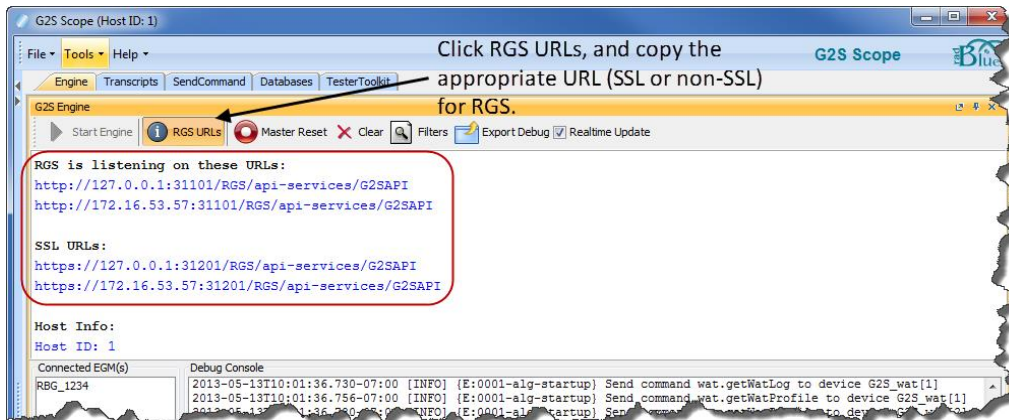 G2S Scope (Host ID: 1)
File Tools Help
Click RGS URLs, and copy the
appropriate URL (SSL or non-SSL)
for RGS.
G2S Scope
Blue
Engine Transcripts SendCommand Databases TesterToolkit
G2S Engine
Start Engine RGS URLs Master Reset Clear Filters Export Debug Realtime Update
RGS is listening on these URLs:
http://127.0.0.1:31101/RGS/api-services/G2SAPI
http://172.16.53.57:31101/RGS/api-services/G2SAPI
SSL URLs:
https://127.0.0.1:31201/RGS/api-services/G2SAPI
https://172.16.53.57:31201/RGS/api-services/G2SAPI
Host Info:
Host ID: 1
Connected EGM(s)
RBG_1234
Debug Console
2013-05-13T10:01:36.730-07:00 [INFO] {E:0001-alg-startup} Send command wat.getWatLog to device G2S_wat[1]
2013-05-13T10:01:36.756-07:00 [INFO] {E:0001-alg-startup} Send command wat.getWatProfile to device G2S_wat[1]